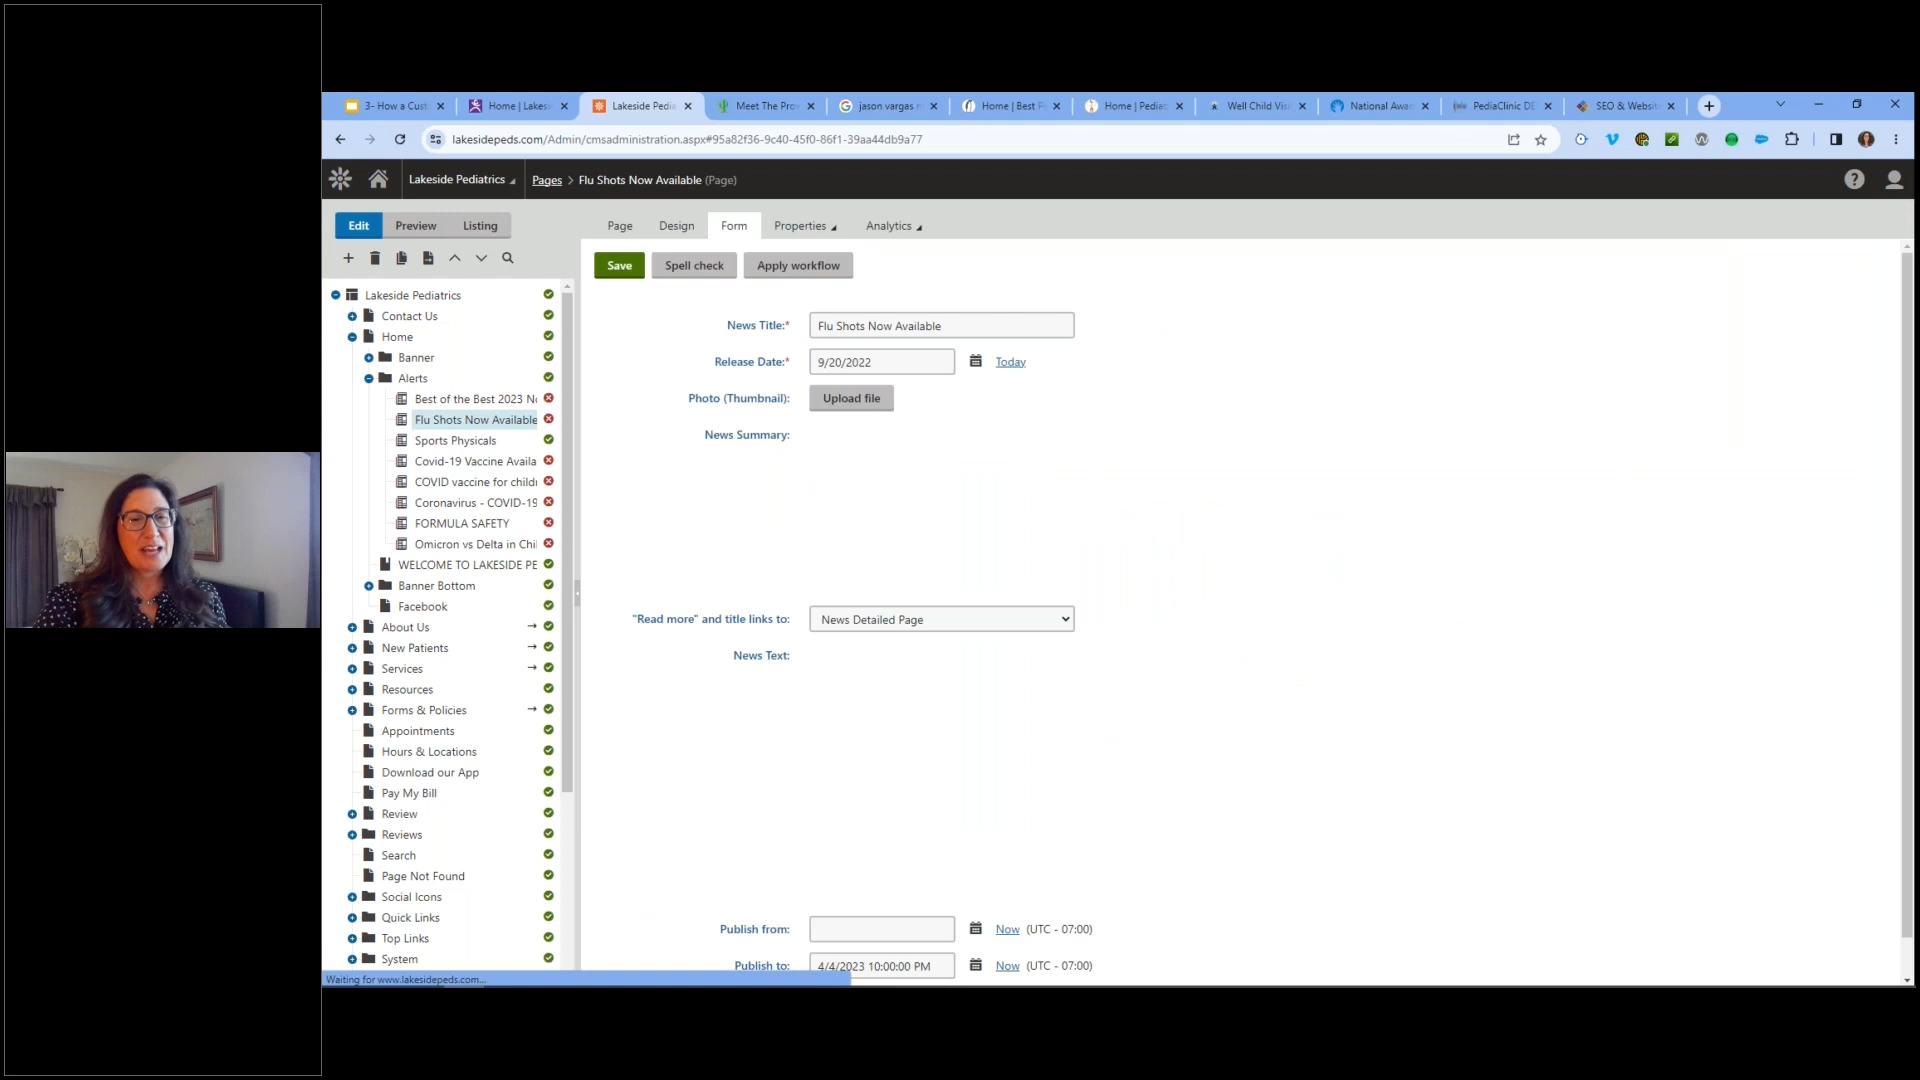 3- How a Cust
Home | Lakesi
Lakeside Pedia
Meet The Prov
jason vargas m
Home | Best P
Home | Pediat
Well Child Visi
National Awa
PediaClinic DE
SEO & Websit
lakesidepeds.com/Admin/cmsadministration.aspx#95a82f36-9c40-45f0-86f1-39aa44db9a77
Lakeside Pediatrics
Pages > Flu Shots Now Available (Page)
Edit Preview Listing
Page Design Form Properties Analytics
Save Spell check Apply workflow
Lakeside Pediatrics
Contact Us
Home
Banner
Alerts
Best of the Best 2023 No
Flu Shots Now Available
Sports Physicals
Covid-19 Vaccine Availa
COVID vaccine for childr
Coronavirus - COVID-19
FORMULA SAFETY
Omicron vs Delta in Chil
WELCOME TO LAKESIDE PE
Banner Bottom
Facebook
About Us
New Patients
Services
Resources
Forms & Policies
Appointments
Hours & Locations
Download our App
Pay My Bill
Review
Reviews
Search
Page Not Found
Social Icons
Quick Links
Top Links
System
News Title:* Flu Shots Now Available
Release Date:* 9/20/2022 Today
Photo (Thumbnail): Upload file
News Summary:
"Read more" and title links to: News Detailed Page
News Text:
Publish from: Now (UTC - 07:00)
Publish to: 4/4/2023 10:00:00 PM Now (UTC - 07:00)
Waiting for www.lakesidepeds.com...